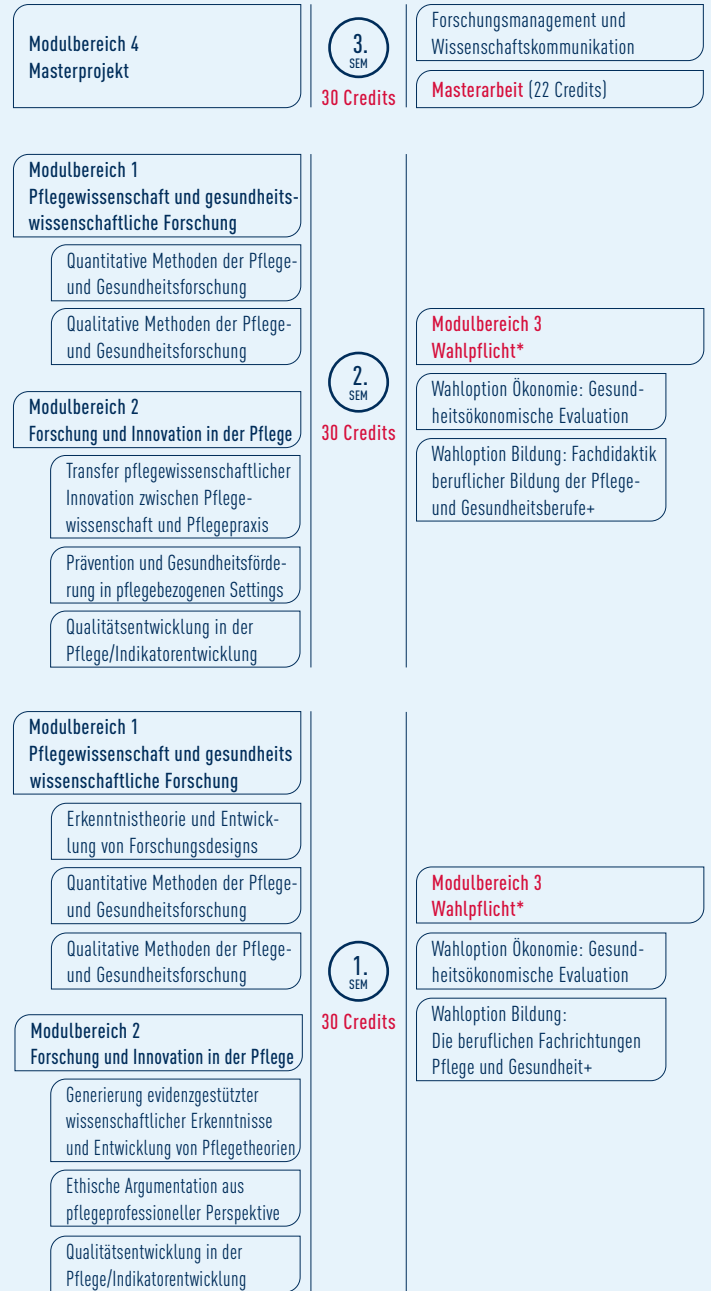 Modulbereich 4
Masterprojekt
3.
SEM
30 Credits
Forschungsmanagement und
Wissenschaftskommunikation
Masterarbeit (22 Credits)
Modulbereich 1
Pflegewissenschaft und gesundheits-
wissenschaftliche Forschung
Quantitative Methoden der Pflege-
und Gesundheitsforschung
Qualitative Methoden der Pflege-
und Gesundheitsforschung
Modulbereich 2
Forschung und Innovation in der Pflege
Transfer pflegewissenschaftlicher
Innovation zwischen Pflege-
wissenschaft und Pflegepraxis
Prävention und Gesundheitsförde-
rung in pflegebezogenen Settings
Qualitätsentwicklung in der
Pflege/Indikatorentwicklung
2.
SEM
30 Credits
Modulbereich 3
Wahlpflicht*
Wahloption Ökonomie: Gesund-
heitsökonomische Evaluation
Wahloption Bildung: Fachdidaktik
beruflicher Bildung der Pflege-
und Gesundheitsberufe+
Modulbereich 1
Pflegewissenschaft und gesundheits
wissenschaftliche Forschung
Erkenntnistheorie und Entwick-
lung von Forschungsdesigns
Quantitative Methoden der Pflege-
und Gesundheitsforschung
Qualitative Methoden der Pflege-
und Gesundheitsforschung
Modulbereich 2
Forschung und Innovation in der Pflege
Generierung evidenzgestützter
wissenschaftlicher Erkenntnisse
und Entwicklung von Pflegetheorien
Ethische Argumentation aus
pflegeprofessioneller Perspektive
Qualitätsentwicklung in der
Pflege/Indikatorentwicklung
1.
SEM
30 Credits
Modulbereich 3
Wahlpflicht*
Wahloption Ökonomie: Gesund-
heitsökonomische Evaluation
Wahloption Bildung:
Die beruflichen Fachrichtungen
Pflege und Gesundheit+